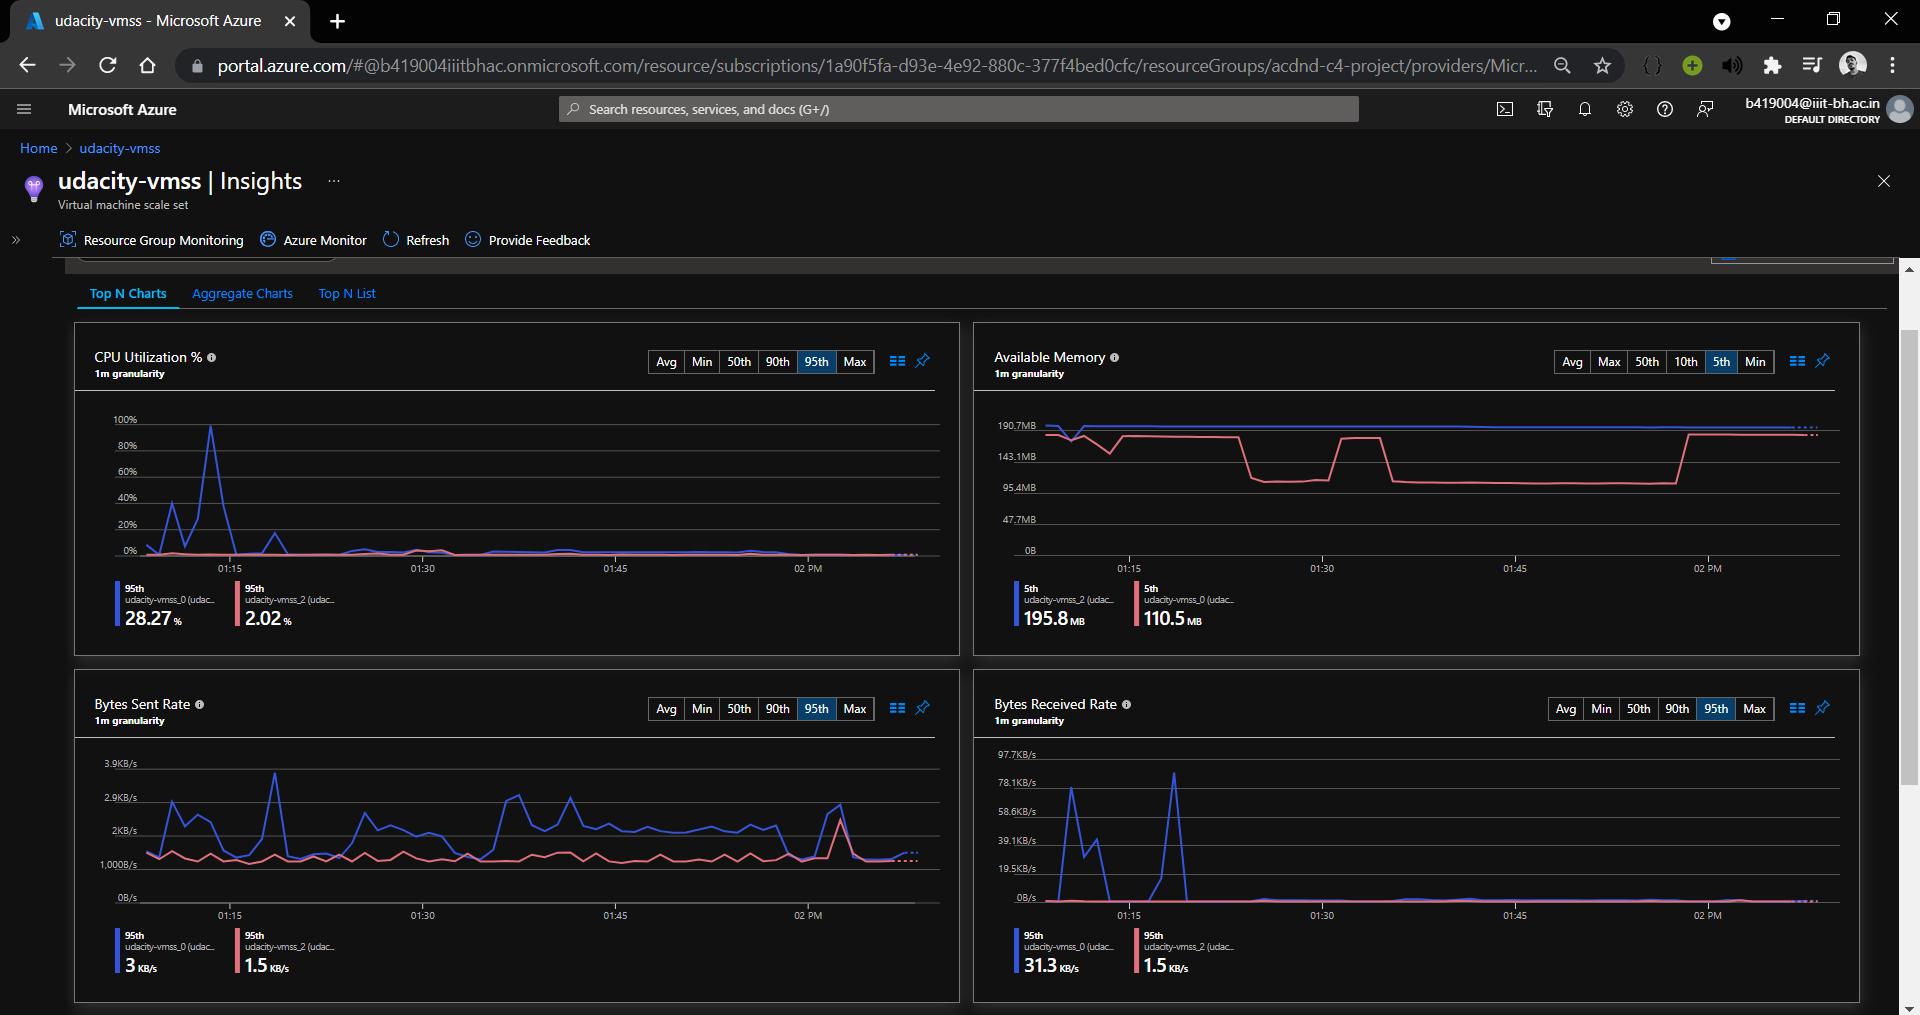 udacity-vmss - Microsoft Azure
portal.azure.com/#@b419004iiitbhac.onmicrosoft.com/resource/subscriptions/1a90f5fa-d93e-4e92-880c-377f4bed0cfc/resourceGroups/acdnd-c4-project/providers/Micr...
Microsoft Azure
Search resources, services, and docs (G+/)
b419004@iiit-bh.ac.in
DEFAULT DIRECTORY
Home > udacity-vmss
udacity-vmss | Insights ...
Virtual machine scale set
Resource Group Monitoring Azure Monitor Refresh Provide Feedback
Top N Charts Aggregate Charts Top N List
CPU Utilization %
1m granularity
Avg Min 50th 90th 95th Max
100%
80%
60%
40%
20%
0%
01:15 01:30 01:45 02 PM
95th
udacity-vmss_0 (udac...
28.27 %
95th
udacity-vmss_2 (udac...
2.02 %
Available Memory
1m granularity
Avg Max 50th 10th 5th Min
190.7MB
143.1MB
95.4MB
47.7MB
0B
01:15 01:30 01:45 02 PM
5th
udacity-vmss_2 (udac...
195.8 MB
5th
udacity-vmss_0 (udac...
110.5 MB
Bytes Sent Rate
1m granularity
Avg Min 50th 90th 95th Max
3.9KB/s
2.9KB/s
2KB/s
1,000B/s
0B/s
01:15 01:30 01:45 02 PM
95th
udacity-vmss_0 (udac...
3 KB/s
95th
udacity-vmss_2 (udac...
1.5 KB/s
Bytes Received Rate
1m granularity
Avg Min 50th 90th 95th Max
97.7KB/s
78.1KB/s
58.6KB/s
39.1KB/s
19.5KB/s
0B/s
01:15 01:30 01:45 02 PM
95th
udacity-vmss_0 (udac...
31.3 KB/s
95th
udacity-vmss_2 (udac...
1.5 KB/s